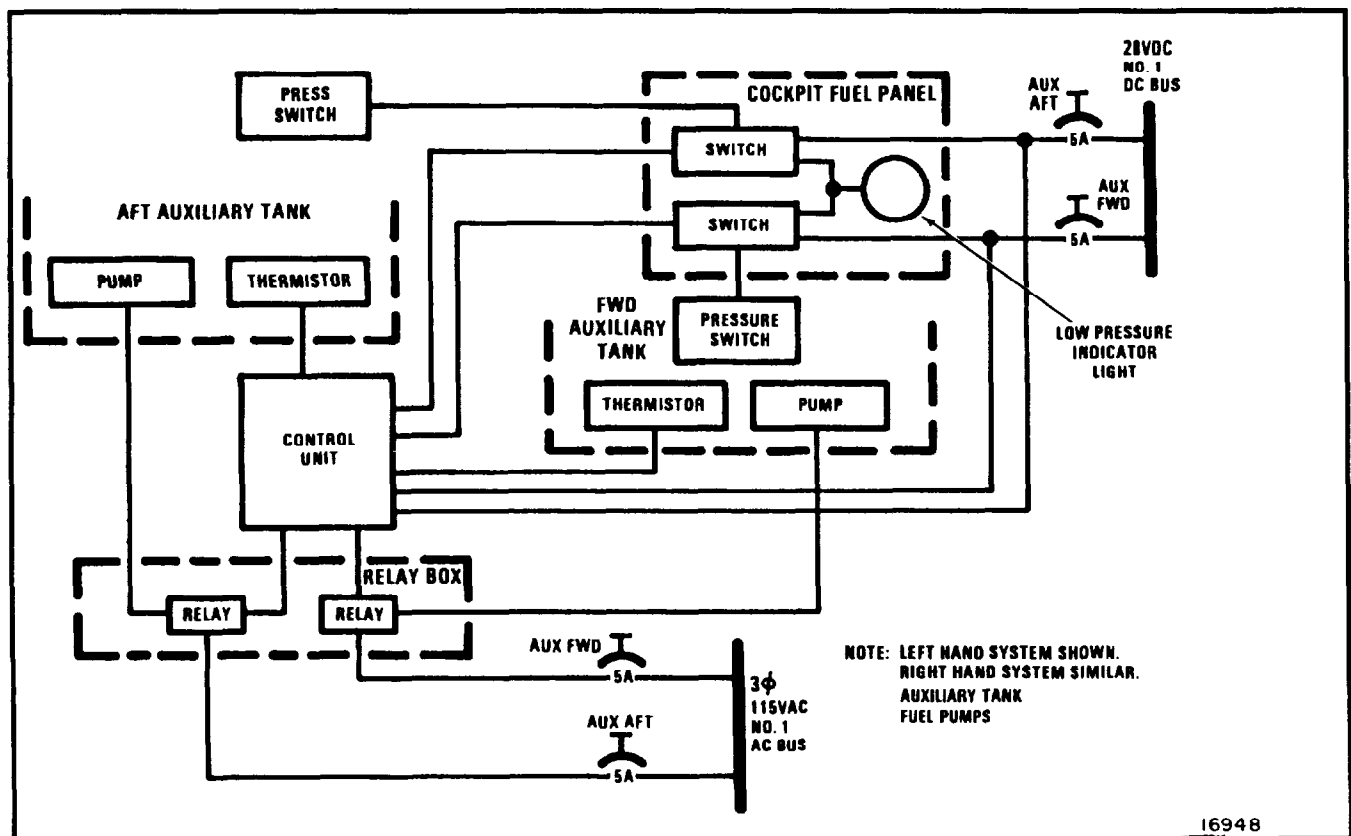 28VDC
NO. 1
DC BUS
AUX
AFT
5A
AUX
FWD
5A
COCKPIT FUEL PANEL
PRESS
SWITCH
SWITCH
SWITCH
AFT AUXILIARY TANK
PUMP
THERMISTOR
FWD
AUXILIARY
TANK
PRESSURE
SWITCH
LOW PRESSURE
INDICATOR
LIGHT
THERMISTOR
PUMP
CONTROL
UNIT
RELAY BOX
RELAY
RELAY
AUX FWD
5A
AUX AFT
5A
3ϕ
115VAC
NO. 1
AC BUS
NOTE: LEFT HAND SYSTEM SHOWN.
RIGHT HAND SYSTEM SIMILAR.
AUXILIARY TANK
FUEL PUMPS
16948